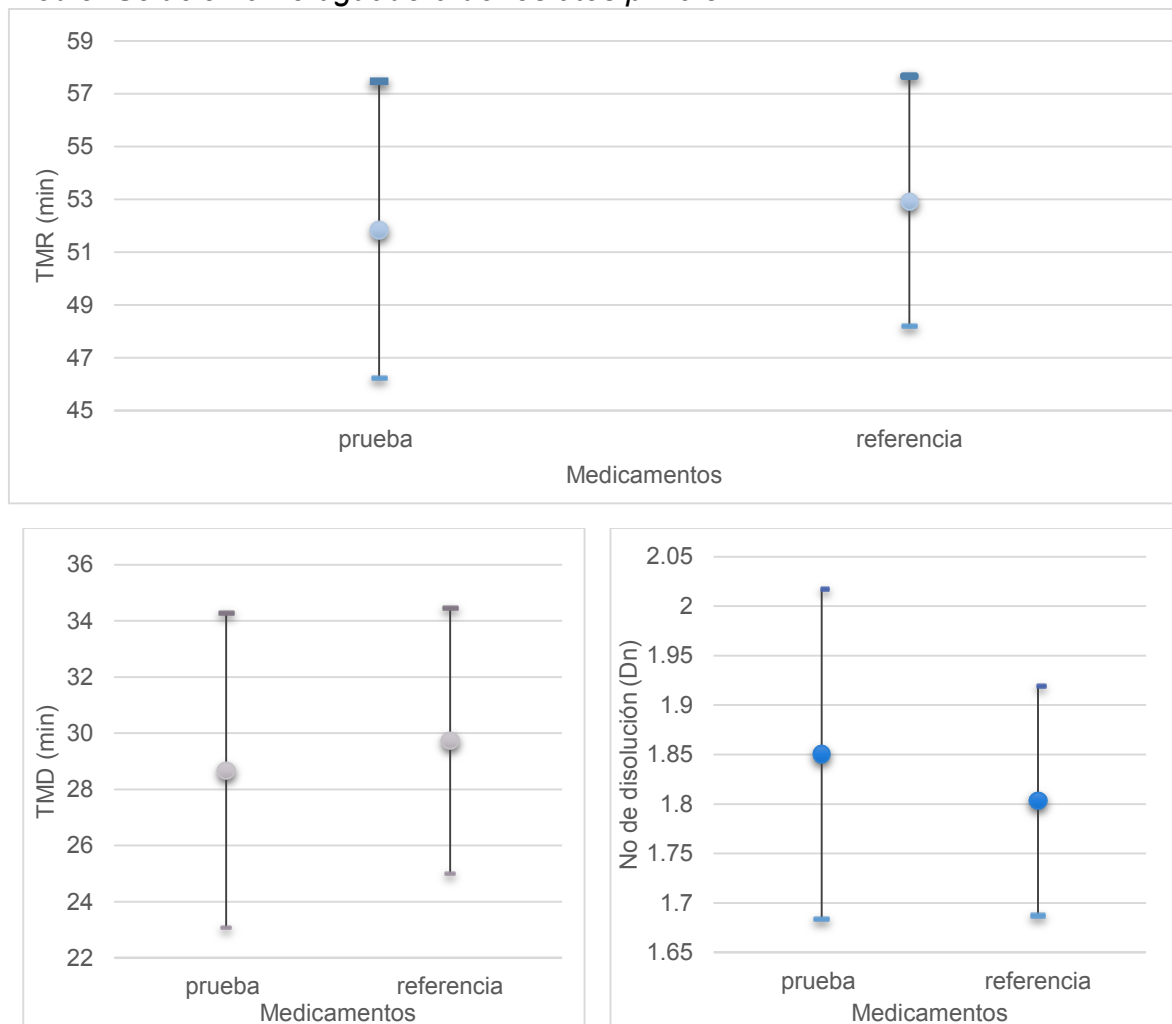 59
57
55
53
51
49
47
45
TMR (min)
prueba referencia
Medicamentos
36
34
32
30
28
26
24
22
TMD (min)
prueba referencia
Medicamentos
2.05
2
1.95
1.9
1.85
1.8
1.75
1.7
1.65
No de disolución (Dn)
prueba referencia
Medicamentos